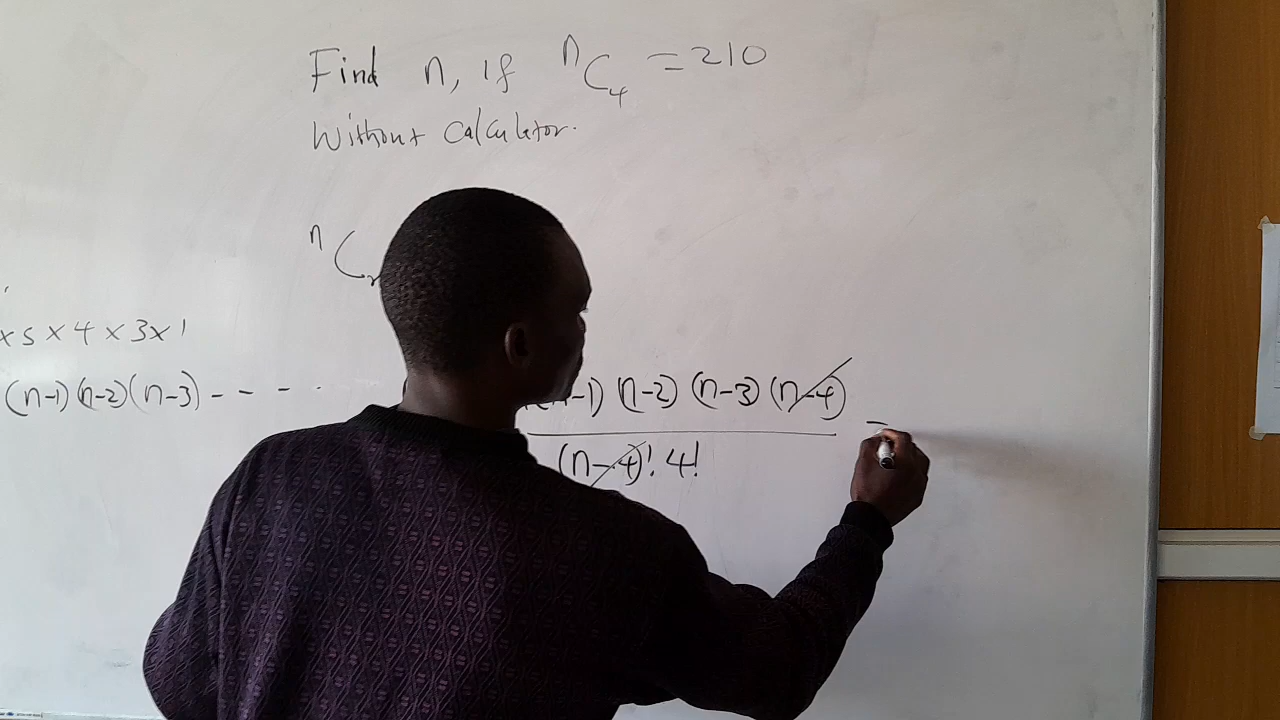 Find n, if ⁿC₄ = 210
Without Calculator.
ⁿC
x 5 x 4 x 3 x 1
(n-1) (n-2) (n-3) - - - -
-1) (n-2) (n-3) (n-4) =
(n-4)! 4!